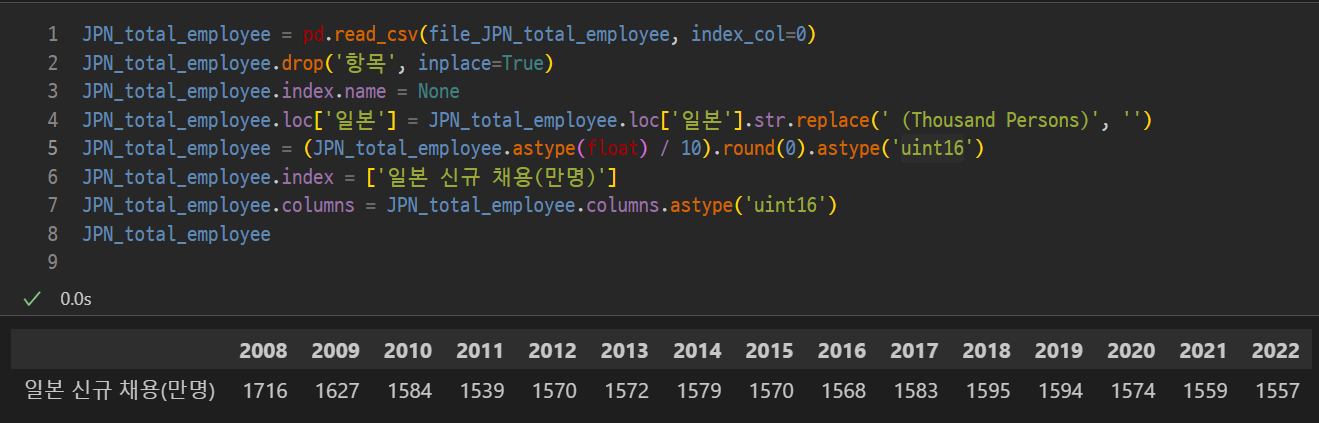 1 JPN_total_employee = pd.read_csv(file_JPN_total_employee, index_col=0)
2 JPN_total_employee.drop('항목', inplace=True)
3 JPN_total_employee.index.name = None
4 JPN_total_employee.loc['일본'] = JPN_total_employee.loc['일본'].str.replace(' (Thousand Persons)', '')
5 JPN_total_employee = (JPN_total_employee.astype(float) / 10).round(0).astype('uint16')
6 JPN_total_employee.index = ['일본 신규 채용(만명)']
7 JPN_total_employee.columns = JPN_total_employee.columns.astype('uint16')
8 JPN_total_employee
9
0.0s
2008 2009 2010 2011 2012 2013 2014 2015 2016 2017 2018 2019 2020 2021 2022
일본 신규 채용(만명) 1716 1627 1584 1539 1570 1572 1579 1570 1568 1583 1595 1594 1574 1559 1557